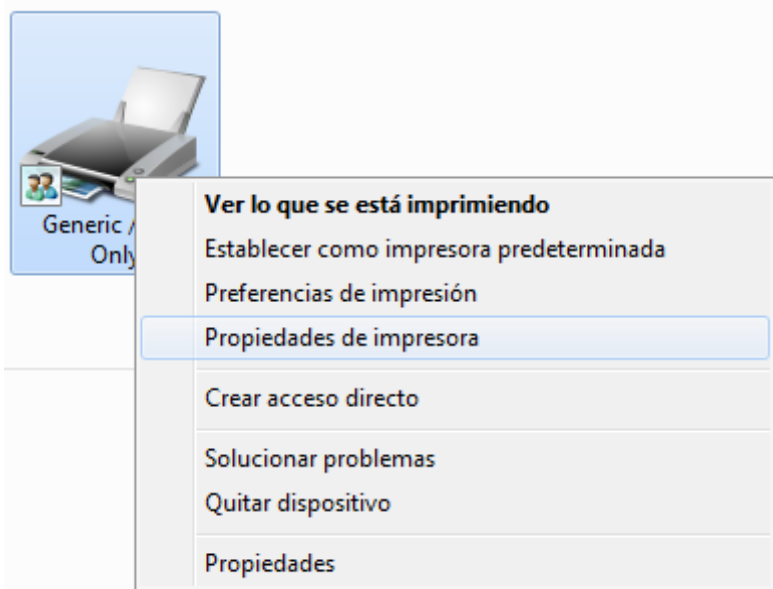 Generic /
Only
Ver lo que se está imprimiendo
Establecer como impresora predeterminada
Preferencias de impresión
Propiedades de impresora
Crear acceso directo
Solucionar problemas
Quitar dispositivo
Propiedades